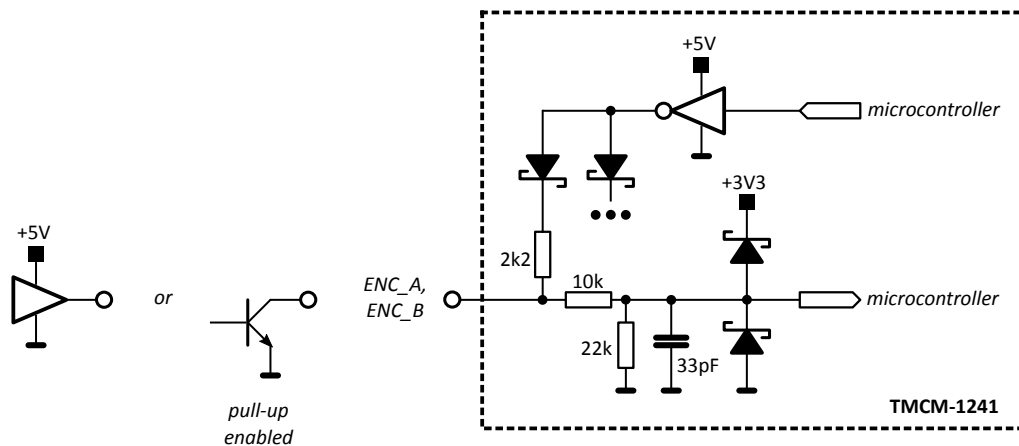 +5V
microcontroller
+3V3
+5V
2k2
ENC_A,
ENC_B
10k
or
microcontroller
22k
33pF
pull-up
enabled
TMCM-1241